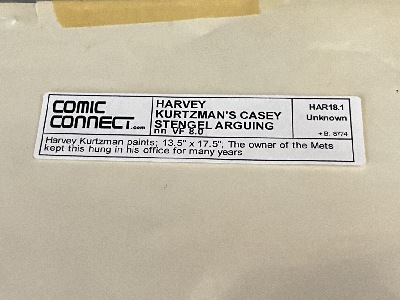 COMIC
CONNECT.com
HARVEY
KURTZMAN'S CASEY
STENGEL ARGUING
nn VF 8.0
HAR18.1
Unknown
Harvey Kurtzman paints; 13.5" x 17.5", The owner of the Mets
kept this hung in his office for many years